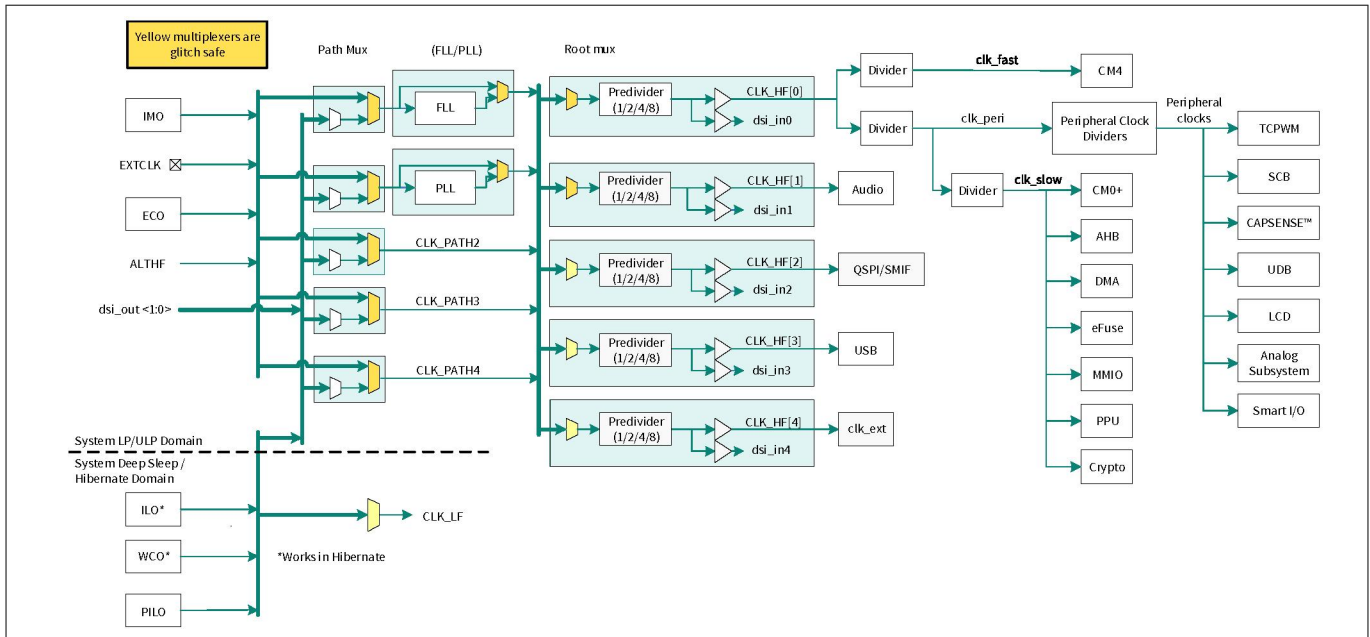 Yellow multiplexers are
glitch safe
Path Mux
(FLL/PLL)
Root mux
IMO
EXTCLK
ECO
ALTHF
dsi_out <1:0>
FLL
PLL
CLK_PATH2
CLK_PATH3
CLK_PATH4
Predivider
(1/2/4/8)
CLK_HF[0]
dsi_in0
Predivider
(1/2/4/8)
CLK_HF[1]
dsi_in1
Audio
Predivider
(1/2/4/8)
CLK_HF[2]
dsi_in2
QSPI/SMIF
Predivider
(1/2/4/8)
CLK_HF[3]
dsi_in3
USB
Predivider
(1/2/4/8)
CLK_HF[4]
dsi_in4
clk_ext
Divider
clk_fast
CM4
Divider
clk_peri
Peripheral Clock
Dividers
Peripheral
clocks
Divider
clk_slow
CM0+
AHB
DMA
eFuse
MMIO
PPU
Crypto
TCPWM
SCB
CAPSENSE™
UDB
LCD
Analog
Subsystem
Smart I/O
System LP/ULP Domain
System Deep Sleep /
Hibernate Domain
ILO*
WCO*
PILO
CLK_LF
*Works in Hibernate